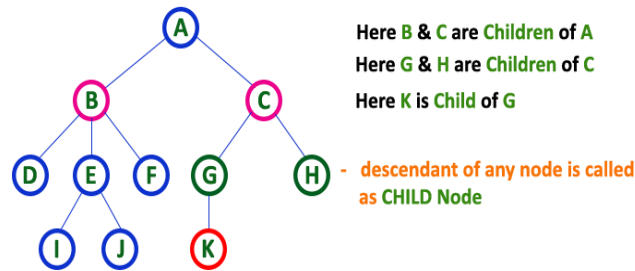 A
Here B & C are Children of A
Here G & H are Children of C
B
C
Here K is Child of G
D
E
F
G
H
- descendant of any node is called
as CHILD Node
I
J
K